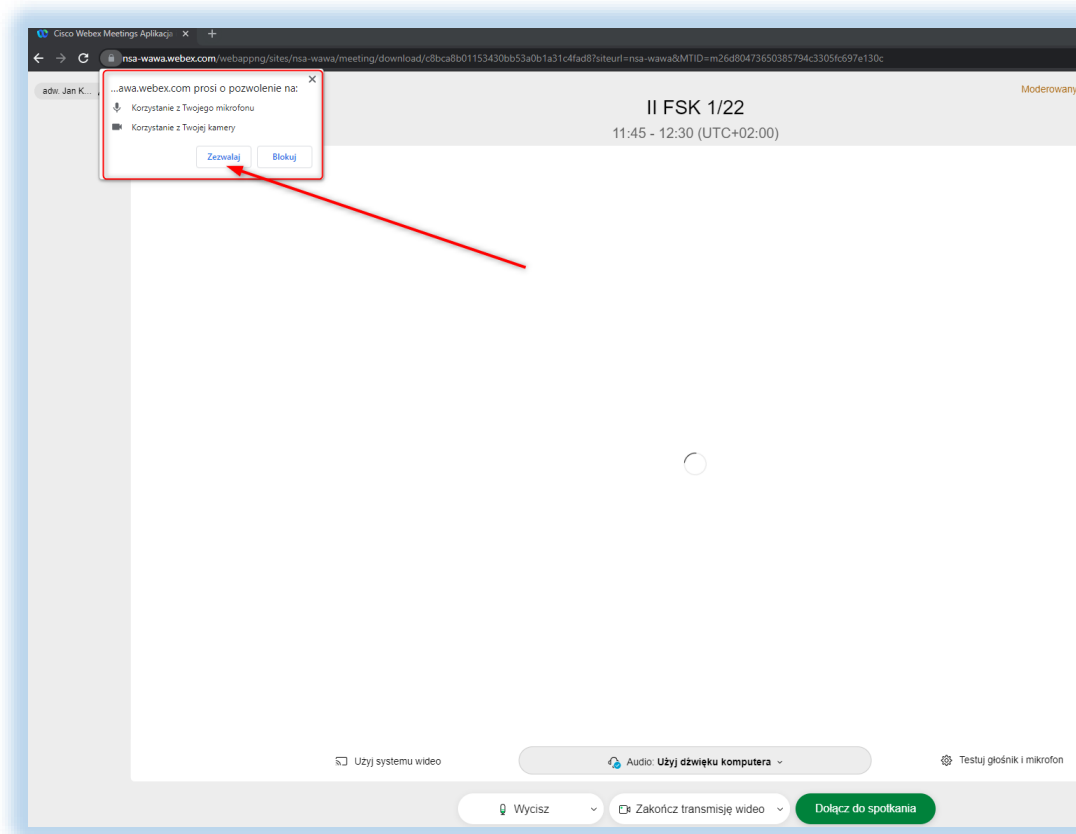 Cisco Webex Meetings Aplikacja
nsa-wawa.webex.com/webappng/sites/nsa-wawa/meeting/download/c8bca8b01153430bb53a0b1a31c4fad8?siteurl=nsa-wawa&MTID=m26d80473650385794c3305fc697e130c
adw. Jan K...
...awa.webex.com prosi o pozwolenie na:
Korzystanie z Twojego mikrofonu
Korzystanie z Twojej kamery
Zezwalaj Blokuj
Moderowany
II FSK 1/22
11:45 - 12:30 (UTC+02:00)
Użyj systemu wideo
Audio: Użyj dźwięku komputera
Testuj głośnik i mikrofon
Wycisz
Zakończ transmisję wideo
Dołącz do spotkania